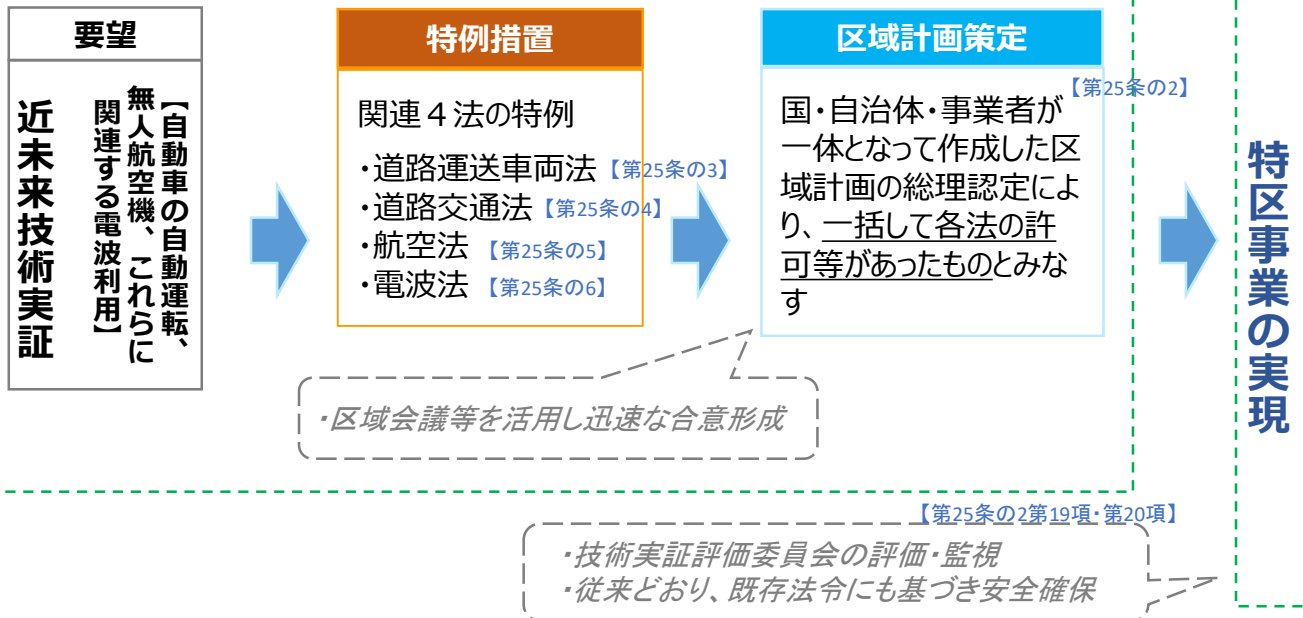 要望
近未来技術実証
【自動車の自動運転、
無人航空機、これらに
関連する電波利用】
特例措置
関連４法の特例
・道路運送車両法【第25条の3】
・道路交通法【第25条の4】
・航空法【第25条の5】
・電波法【第25条の6】
区域計画策定
【第25条の2】
国・自治体・事業者が
一体となって作成した区
域計画の総理認定によ
り、一括して各法の許
可等があったものとみな
す
・区域会議等を活用し迅速な合意形成
特区事業の実現
【第25条の2第19項・第20項】
・技術実証評価委員会の評価・監視
・従来どおり、既存法令にも基づき安全確保